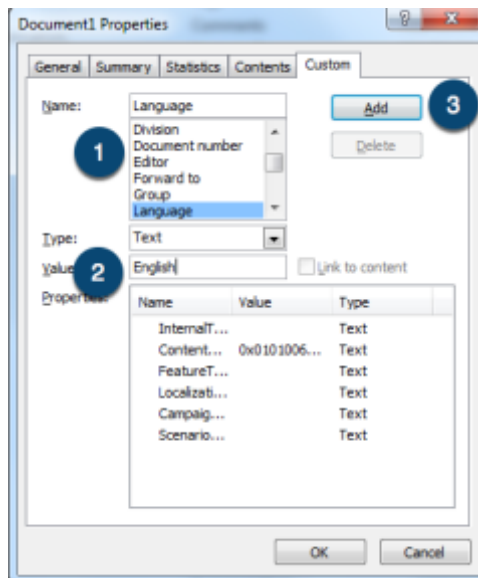 Document1 Properties
General Summary Statistics Contents Custom
Name: Language Add 3
1
Division
Document number Delete
Editor
Forward to
Group
Language
Type: Text
Value 2 English Link to content
Properties:
Name Value Type
InternalT... Text
Content... 0x0101006... Text
FeatureT... Text
Localizati... Text
Campaig... Text
Scenario... Text
OK Cancel